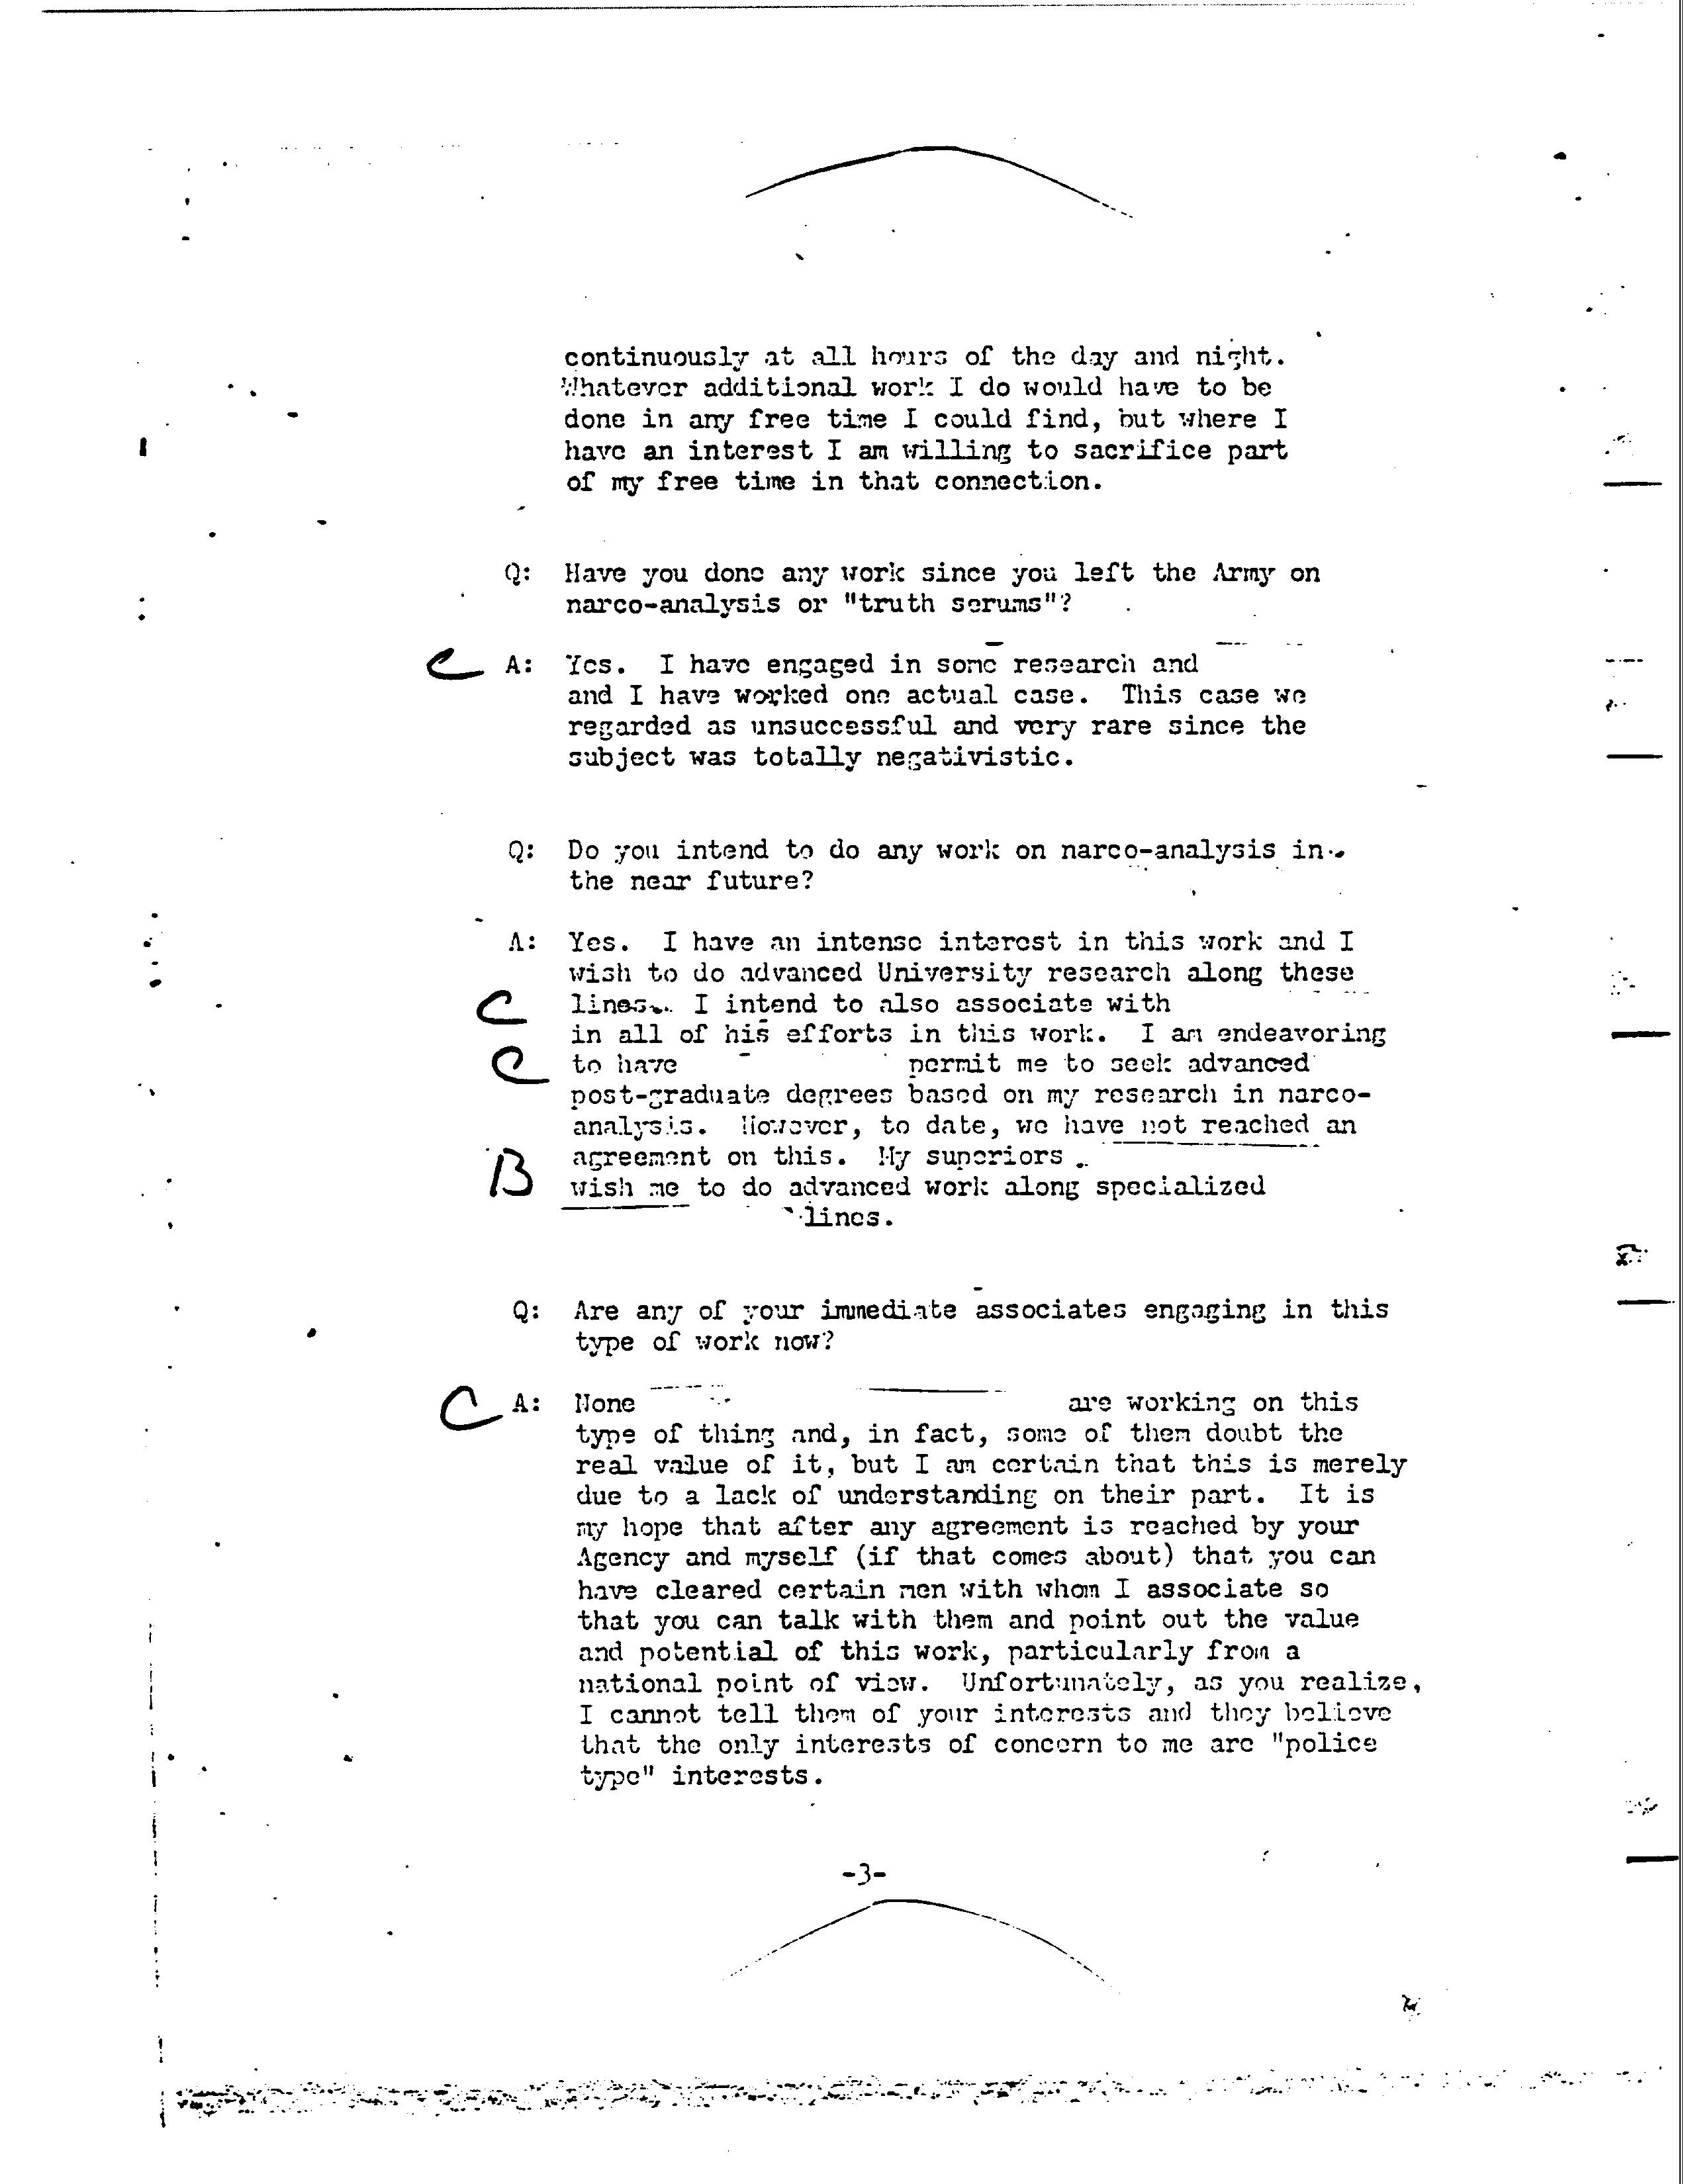 continuously at all hours of the day and night.
Whatever additional work I do would have to be
done in any free time I could find, but where I
have an interest I am willing to sacrifice part
of my free time in that connection.
Q: Have you done any work since you left the Army on
narco-analysis or "truth serums"?
C A: Yes. I have engaged in some research and
and I have worked one actual case. This case we
regarded as unsuccessful and very rare since the
subject was totally negativistic.
Q: Do you intend to do any work on narco-analysis in
the near future?
A: Yes. I have an intense interest in this work and I
wish to do advanced University research along these
C lines. I intend to also associate with
in all of his efforts in this work. I am endeavoring
C to have permit me to seek advanced
post-graduate degrees based on my research in narco-
analysis. However, to date, we have not reached an
agreement on this. My superiors
B wish me to do advanced work along specialized
lines.
Q: Are any of your immediate associates engaging in this
type of work now?
C A: None are working on this
type of thing and, in fact, some of them doubt the
real value of it, but I am certain that this is merely
due to a lack of understanding on their part. It is
my hope that after any agreement is reached by your
Agency and myself (if that comes about) that you can
have cleared certain men with whom I associate so
that you can talk with them and point out the value
and potential of this work, particularly from a
national point of view. Unfortunately, as you realize,
I cannot tell them of your interests and they believe
that the only interests of concern to me are "police
type" interests.
-3-